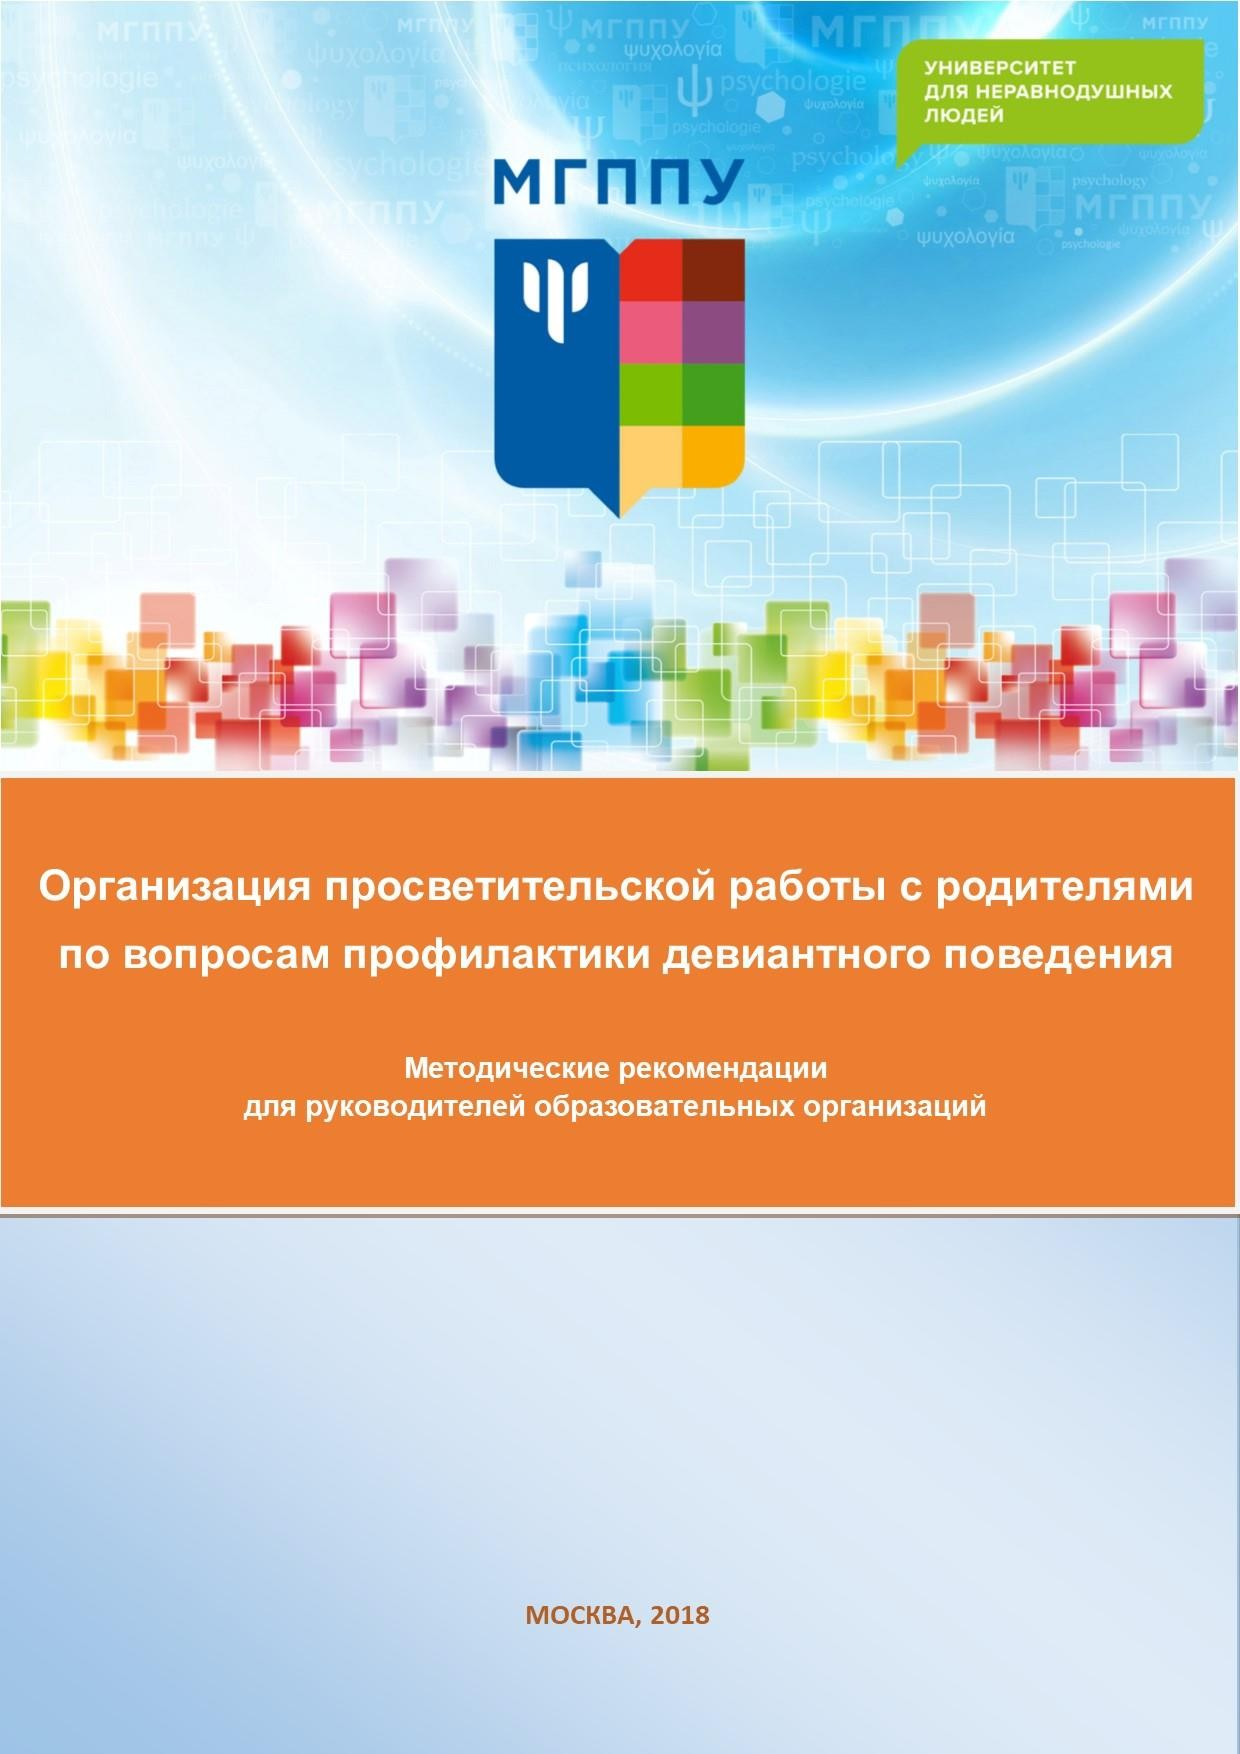 УНИВЕРСИТЕТ
ДЛЯ НЕРАВНОДУШНЫХ
ЛЮДЕЙ
МГППУ
Организация просветительской работы с родителями
по вопросам профилактики девиантного поведения
Методические рекомендации
для руководителей образовательных организаций
МОСКВА, 2018